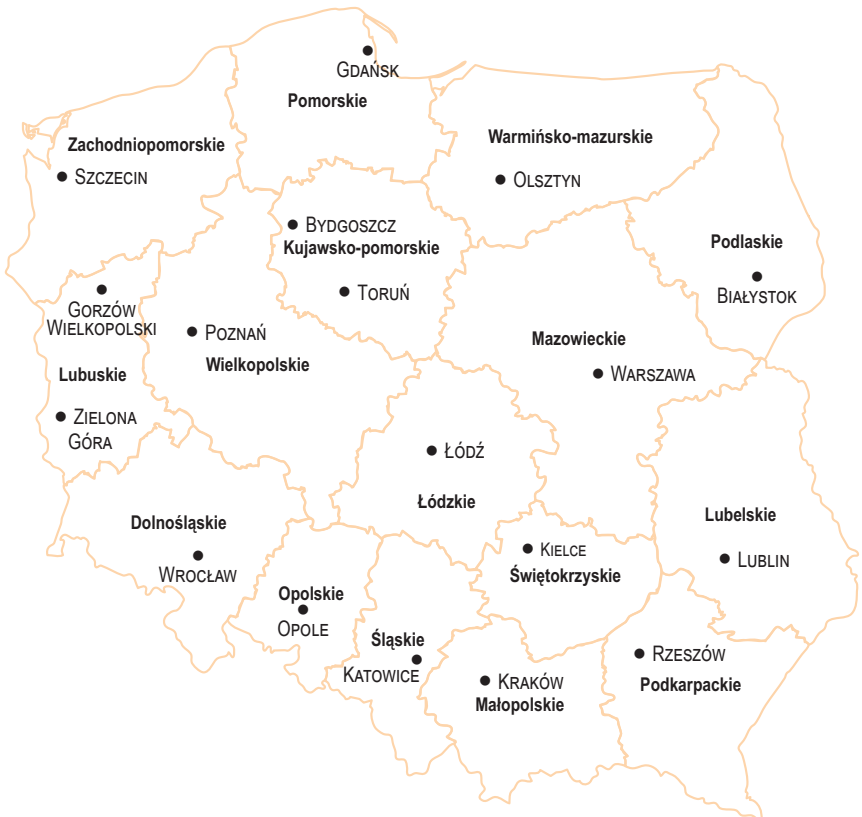 GDAŃSK
Pomorskie
Zachodniopomorskie
SZCZECIN
Warmińsko-mazurskie
OLSZTYN
BYDGOSZCZ
Kujawsko-pomorskie
TORUŃ
Podlaskie
BIAŁYSTOK
GORZÓW
WIELKOPOLSKI
Lubuskie
ZIELONA
GÓRA
POZNAŃ
Wielkopolskie
Mazowieckie
WARSZAWA
ŁÓDŹ
Łódzkie
Dolnośląskie
WROCŁAW
Lubelskie
LUBLIN
KIELCE
Świętokrzyskie
Opolskie
OPOLE
Śląskie
KATOWICE
KRAKÓW
Małopolskie
RZESZÓW
Podkarpackie